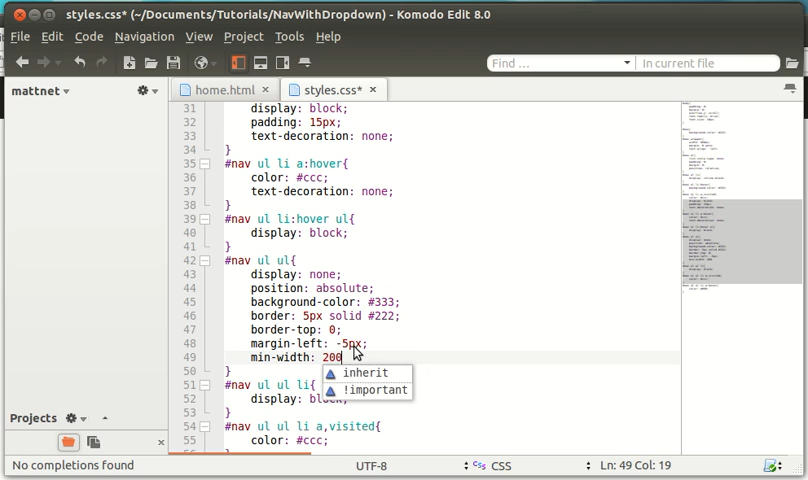 styles.css* (~/Documents/Tutorials/NavWithDropdown) - Komodo Edit 8.0
File Edit Code Navigation View Project Tools Help
Find ... In current file
mattnet
home.html × styles.css* ×
31 display: block;
32 padding: 15px;
33 text-decoration: none;
34 }
35 #nav ul li a:hover{
36 color: #ccc;
37 text-decoration: none;
38 }
39 #nav ul li:hover ul{
40 display: block;
41 }
42 #nav ul ul{
43 display: none;
44 position: absolute;
45 background-color: #333;
46 border: 5px solid #222;
47 border-top: 0;
48 margin-left: -5px;
49 min-width: 200
inherit
50 }
51 #nav ul ul li{
!important
52 display: block;
53 }
54 #nav ul ul li a,visited{
55 color: #ccc;
Projects
No completions found UTF-8 CSS Ln: 49 Col: 19